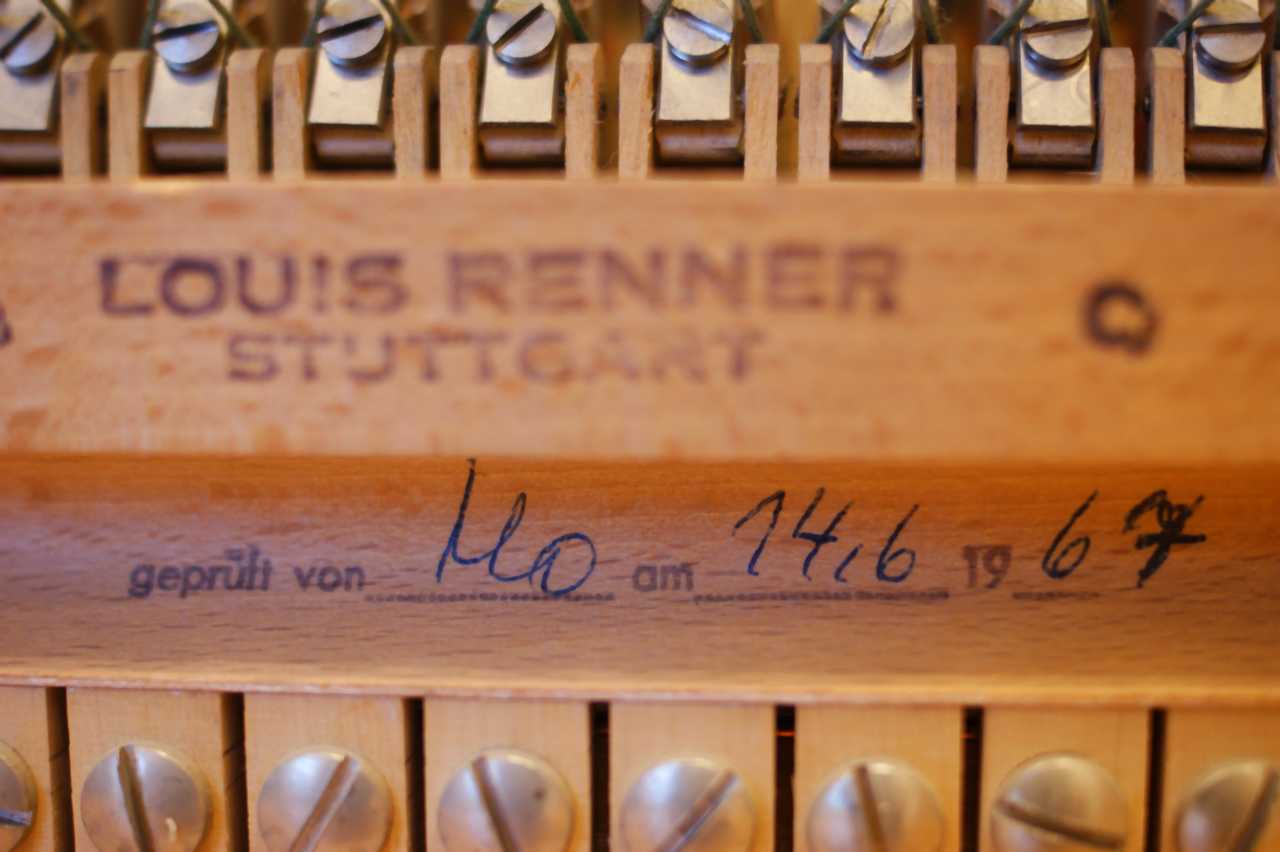 LOUIS RENNER Q
STUTTGART
geprüft von Mo am 14,6 1967